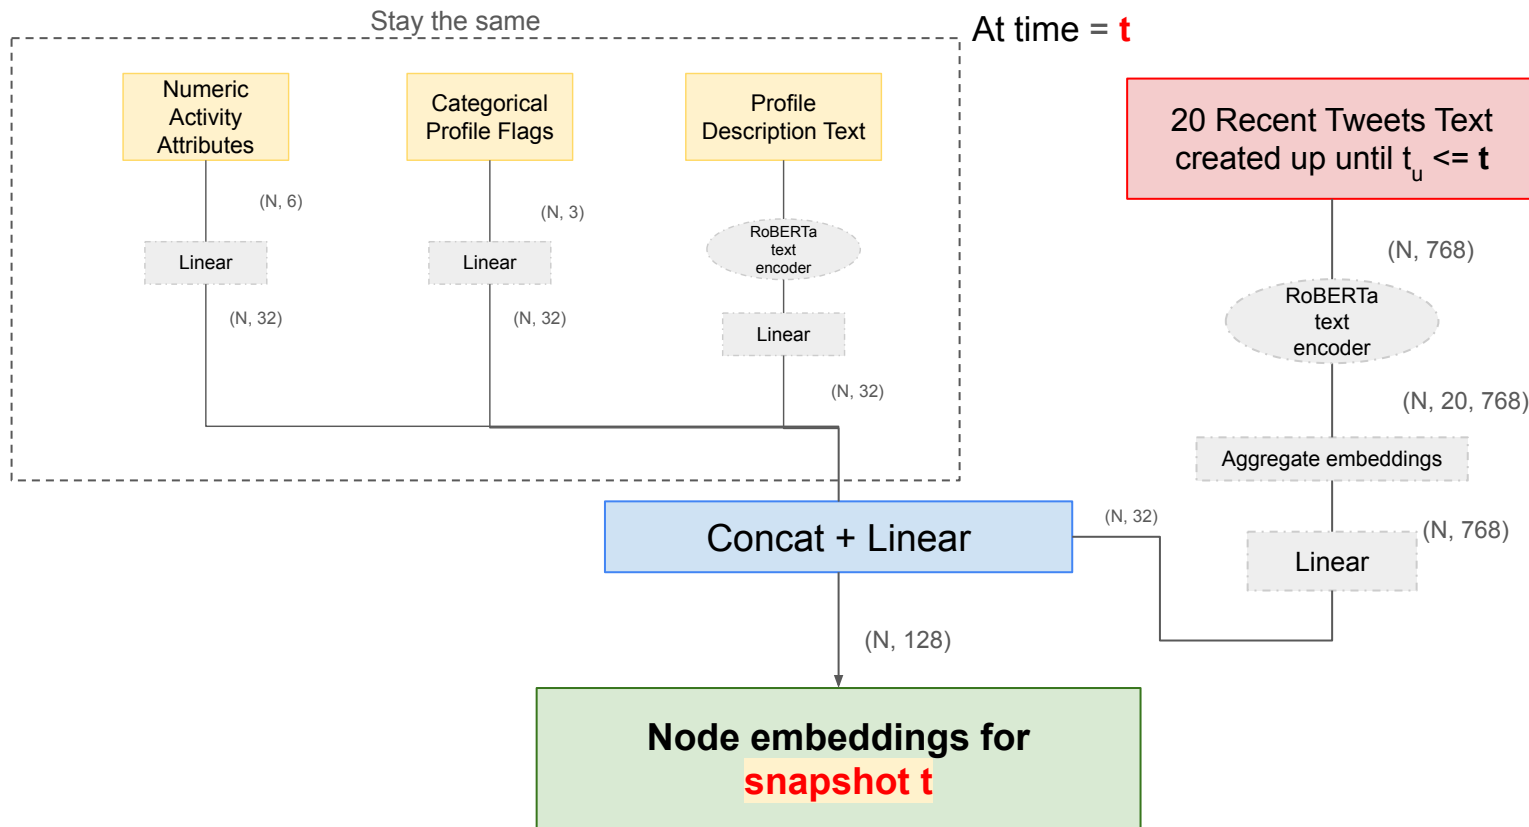 Stay the same
At time = t
Numeric
Activity
Attributes
Categorical
Profile Flags
Profile
Description Text
20 Recent Tweets Text
created up until t_u <= t
(N, 6)
(N, 3)
RoBERTa
text
encoder
(N, 768)
Linear
Linear
RoBERTa
text
encoder
(N, 32)
(N, 32)
Linear
(N, 32)
(N, 20, 768)
Aggregate embeddings
Concat + Linear
(N, 32)
(N, 768)
Linear
(N, 128)
Node embeddings for
snapshot t